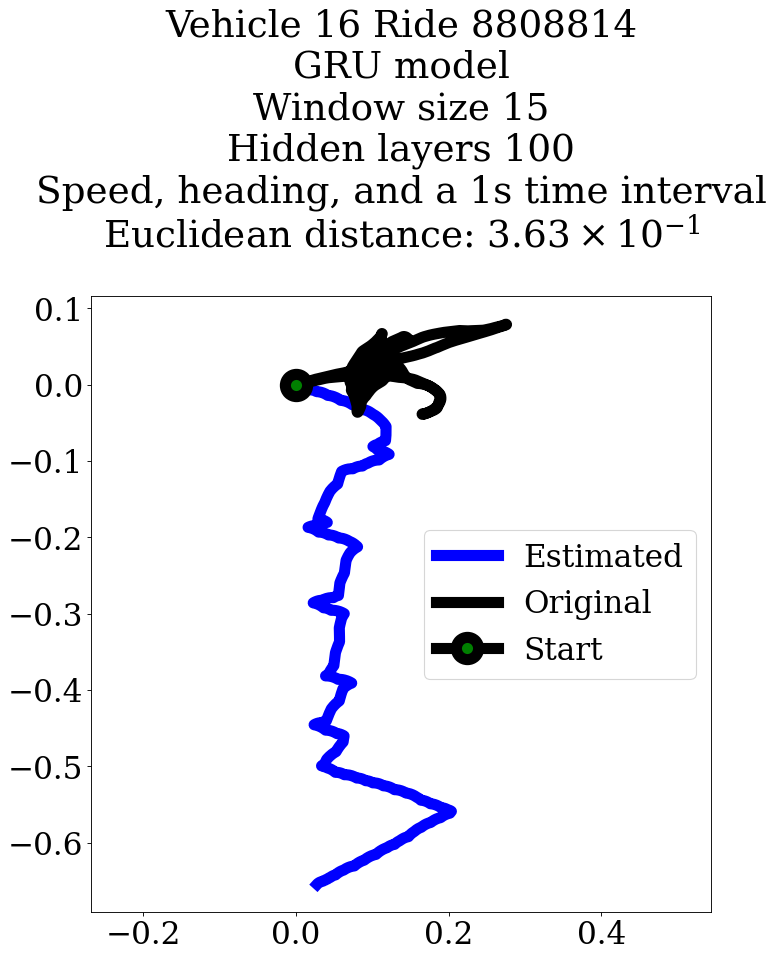 Vehicle 16 Ride 8808814
GRU model
Window size 15
Hidden layers 100
Speed, heading, and a 1s time interval
Euclidean distance: 3.63 × 10⁻¹
0.1
0.0
−0.1
−0.2
−0.3
−0.4
−0.5
−0.6
Estimated
Original
Start
−0.2 0.0 0.2 0.4